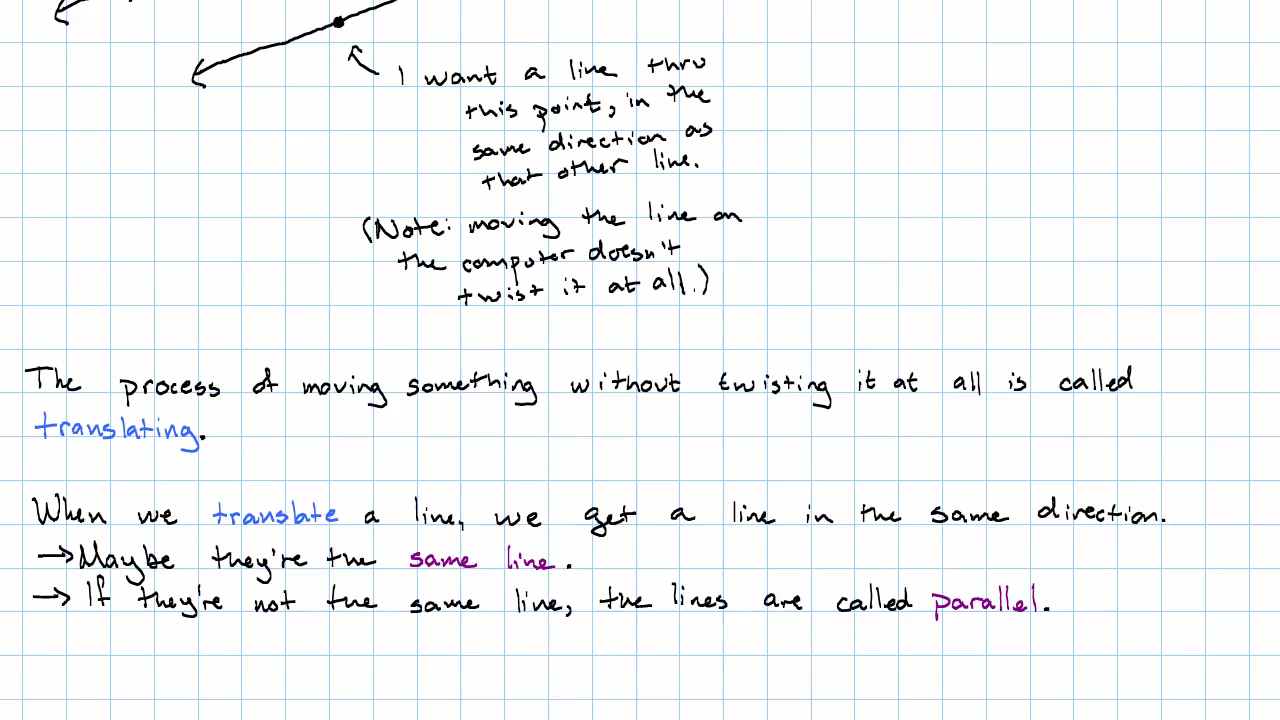 I want a line thru
this point, in the
same direction as
that other line.
(Note: moving the line on
the computer doesn't
twist it at all.)
The process of moving something without twisting it at all is called
translating.
When we translate a line, we get a line in the same direction.
→Maybe they're the same line.
→ If they're not the same line, the lines are called parallel.